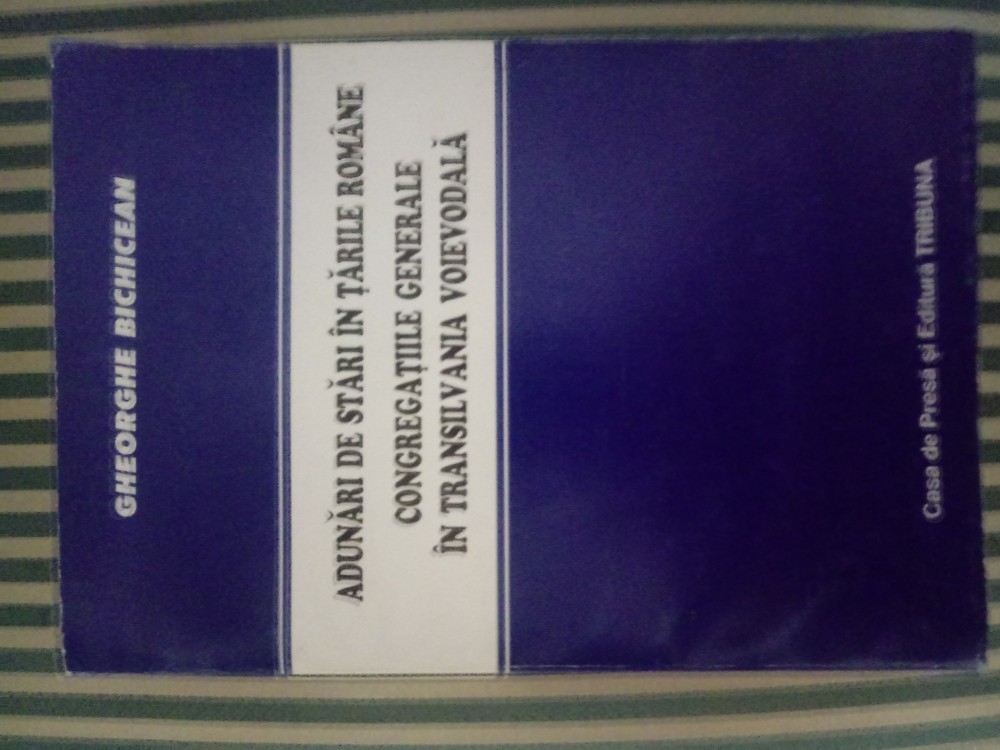 GHEORGHE BICHICEAN
ADUNĂRI DE STĂRI ÎN ȚĂRILE ROMÂNE
CONGREGAȚIILE GENERALE
ÎN TRANSILVANIA VOIEVODALĂ
Casa de Presă și Editură TRIBUNA